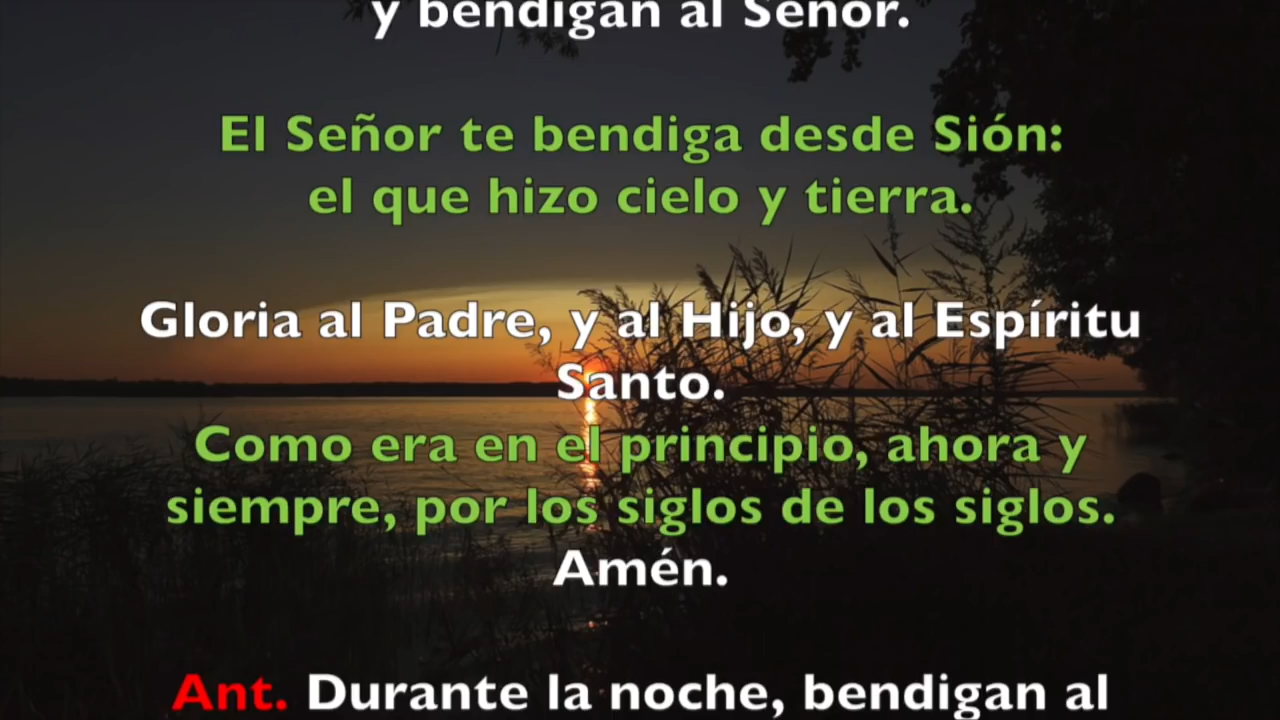 y bendigan al Señor.
El Señor te bendiga desde Sión:
el que hizo cielo y tierra.
Gloria al Padre, y al Hijo, y al Espíritu
Santo.
Como era en el principio, ahora y
siempre, por los siglos de los siglos.
Amén.
Ant. Durante la noche, bendigan al